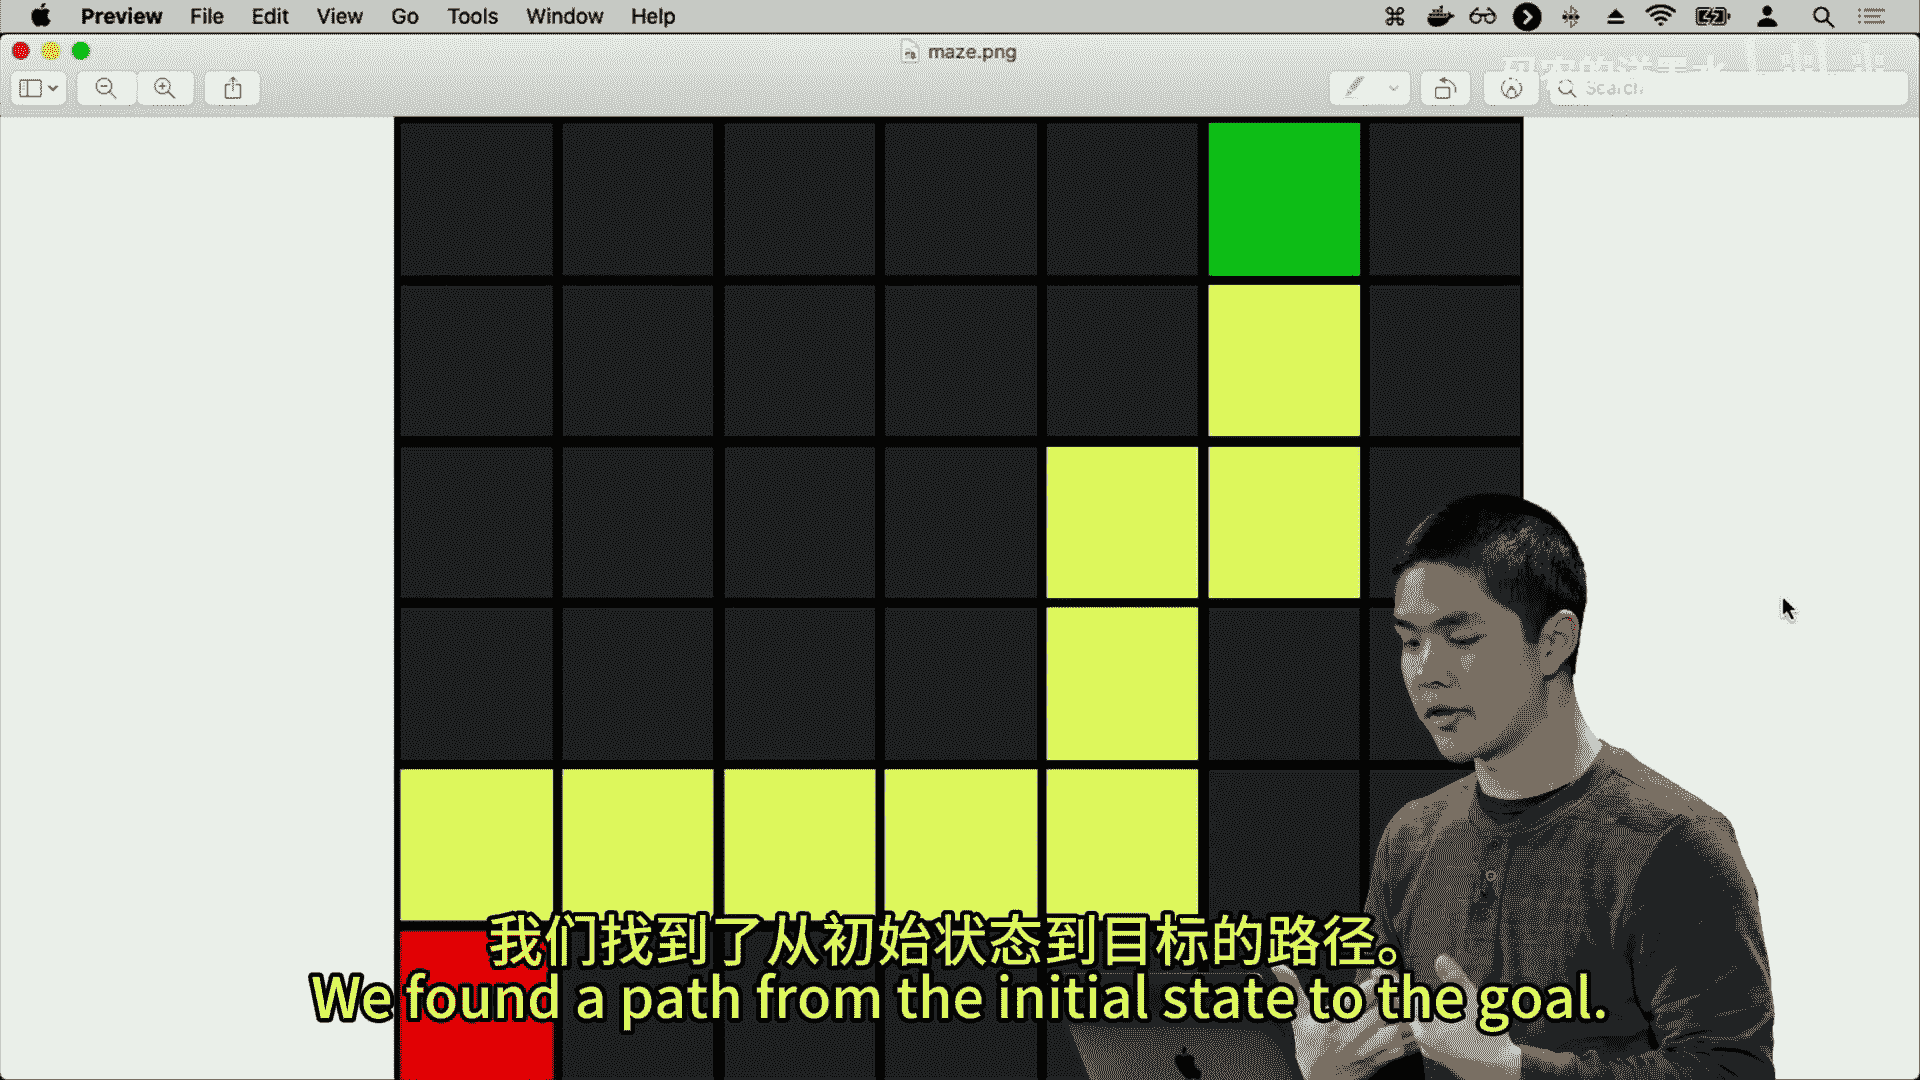 Preview File Edit View Go Tools Window Help
maze.png
Search
我们找到了从初始状态到目标的路径。
We found a path from the initial state to the goal.